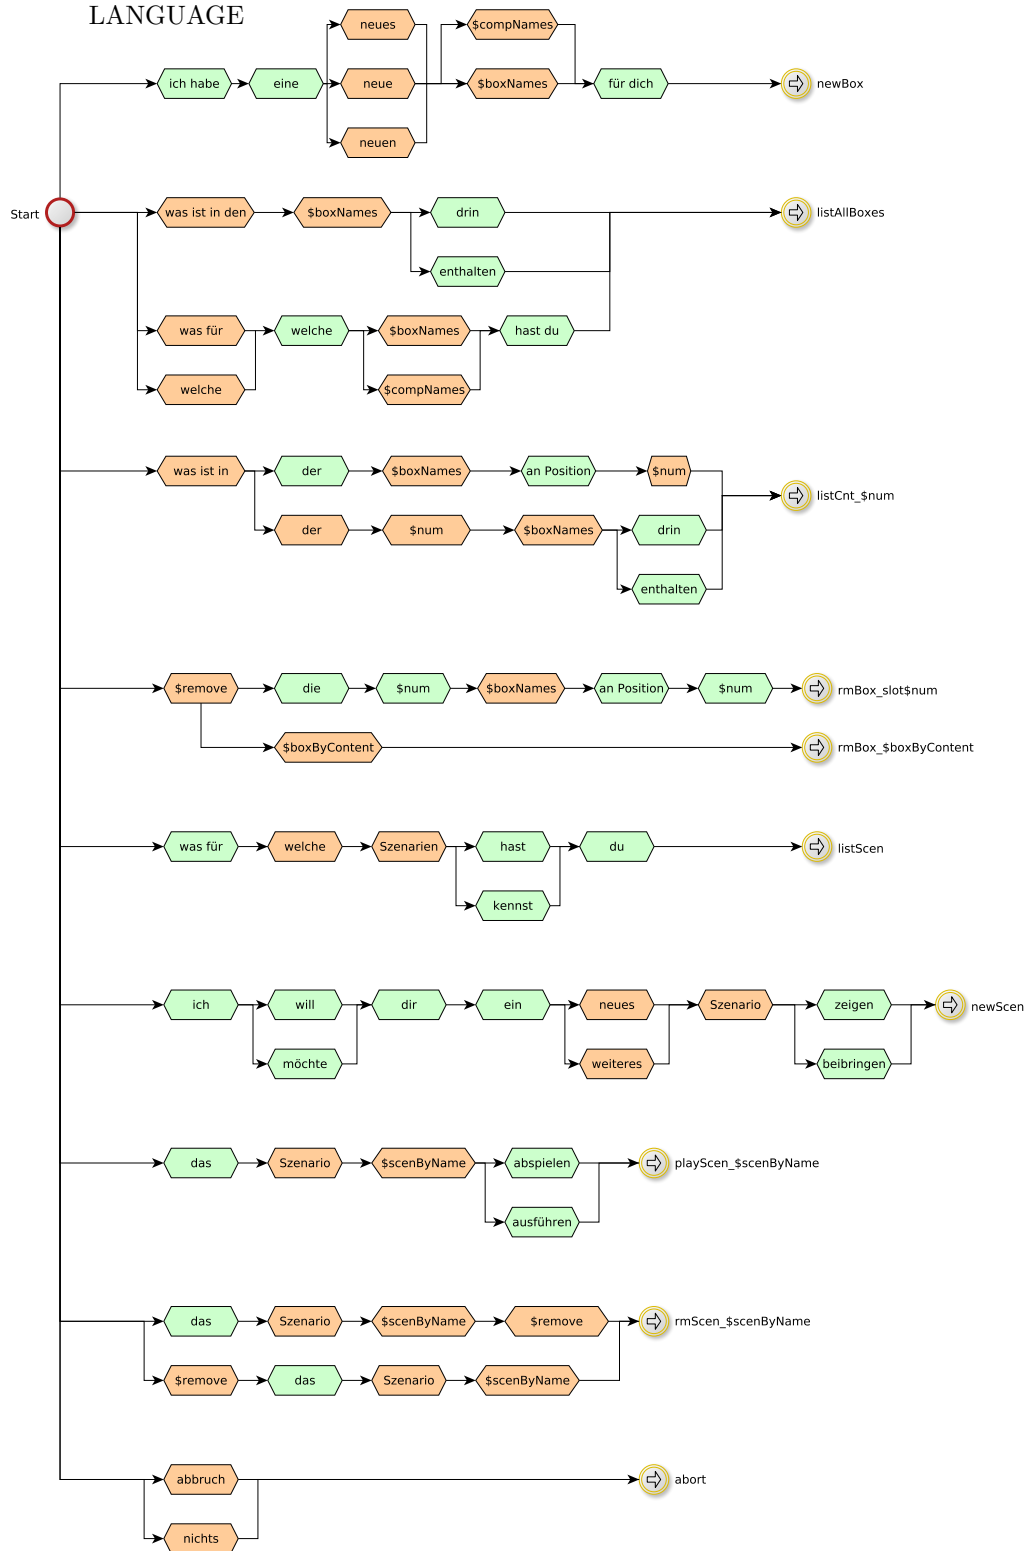 LANGUAGE
neues $compNames
ich habe eine neue $boxNames für dich newBox
neuen
Start was ist in den $boxNames drin listAllBoxes
enthalten
was für welche $boxNames hast du
welche $compNames
was ist in der $boxNames an Position $num
listCnt_$num
der $num $boxNames drin
enthalten
$remove die $num $boxNames an Position $num rmBox_slot$num
$boxByContent rmBox_$boxByContent
was für welche Szenarien hast du listScen
kennst
ich will dir ein neues Szenario zeigen newScen
möchte weiteres beibringen
das Szenario $scenByName abspielen playScen_$scenByName
ausführen
das Szenario $scenByName $remove rmScen_$scenByName
$remove das Szenario $scenByName
abbruch abort
nichts